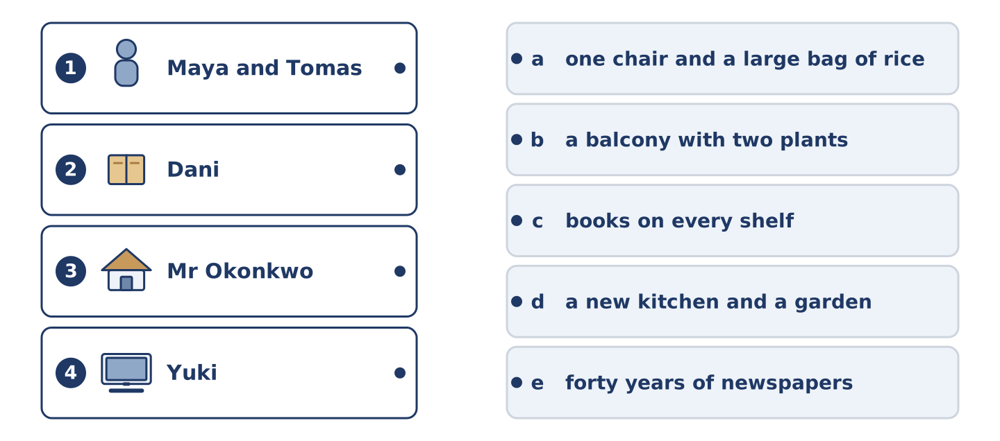 1 Maya and Tomas
2 Dani
3 Mr Okonkwo
4 Yuki
a one chair and a large bag of rice
b a balcony with two plants
c books on every shelf
d a new kitchen and a garden
e forty years of newspapers